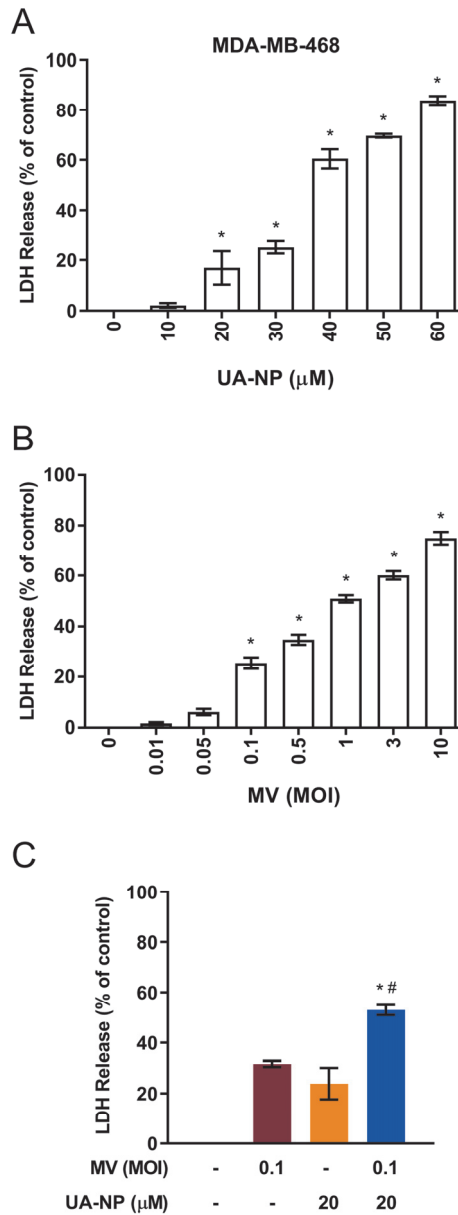 A
MDA-MB-468
LDH Release (% of control)
100
80
60
40
20
0
* * * * *
0 10 20 30 40 50 60
UA-NP (μM)
B
LDH Release (% of control)
100
80
60
40
20
0
* * * * *
0 0.01 0.05 0.1 0.5 1 3 10
MV (MOI)
C
LDH Release (% of control)
100
80
60
40
20
0
* #
MV (MOI) - 0.1 - 0.1
UA-NP (μM) - - 20 20